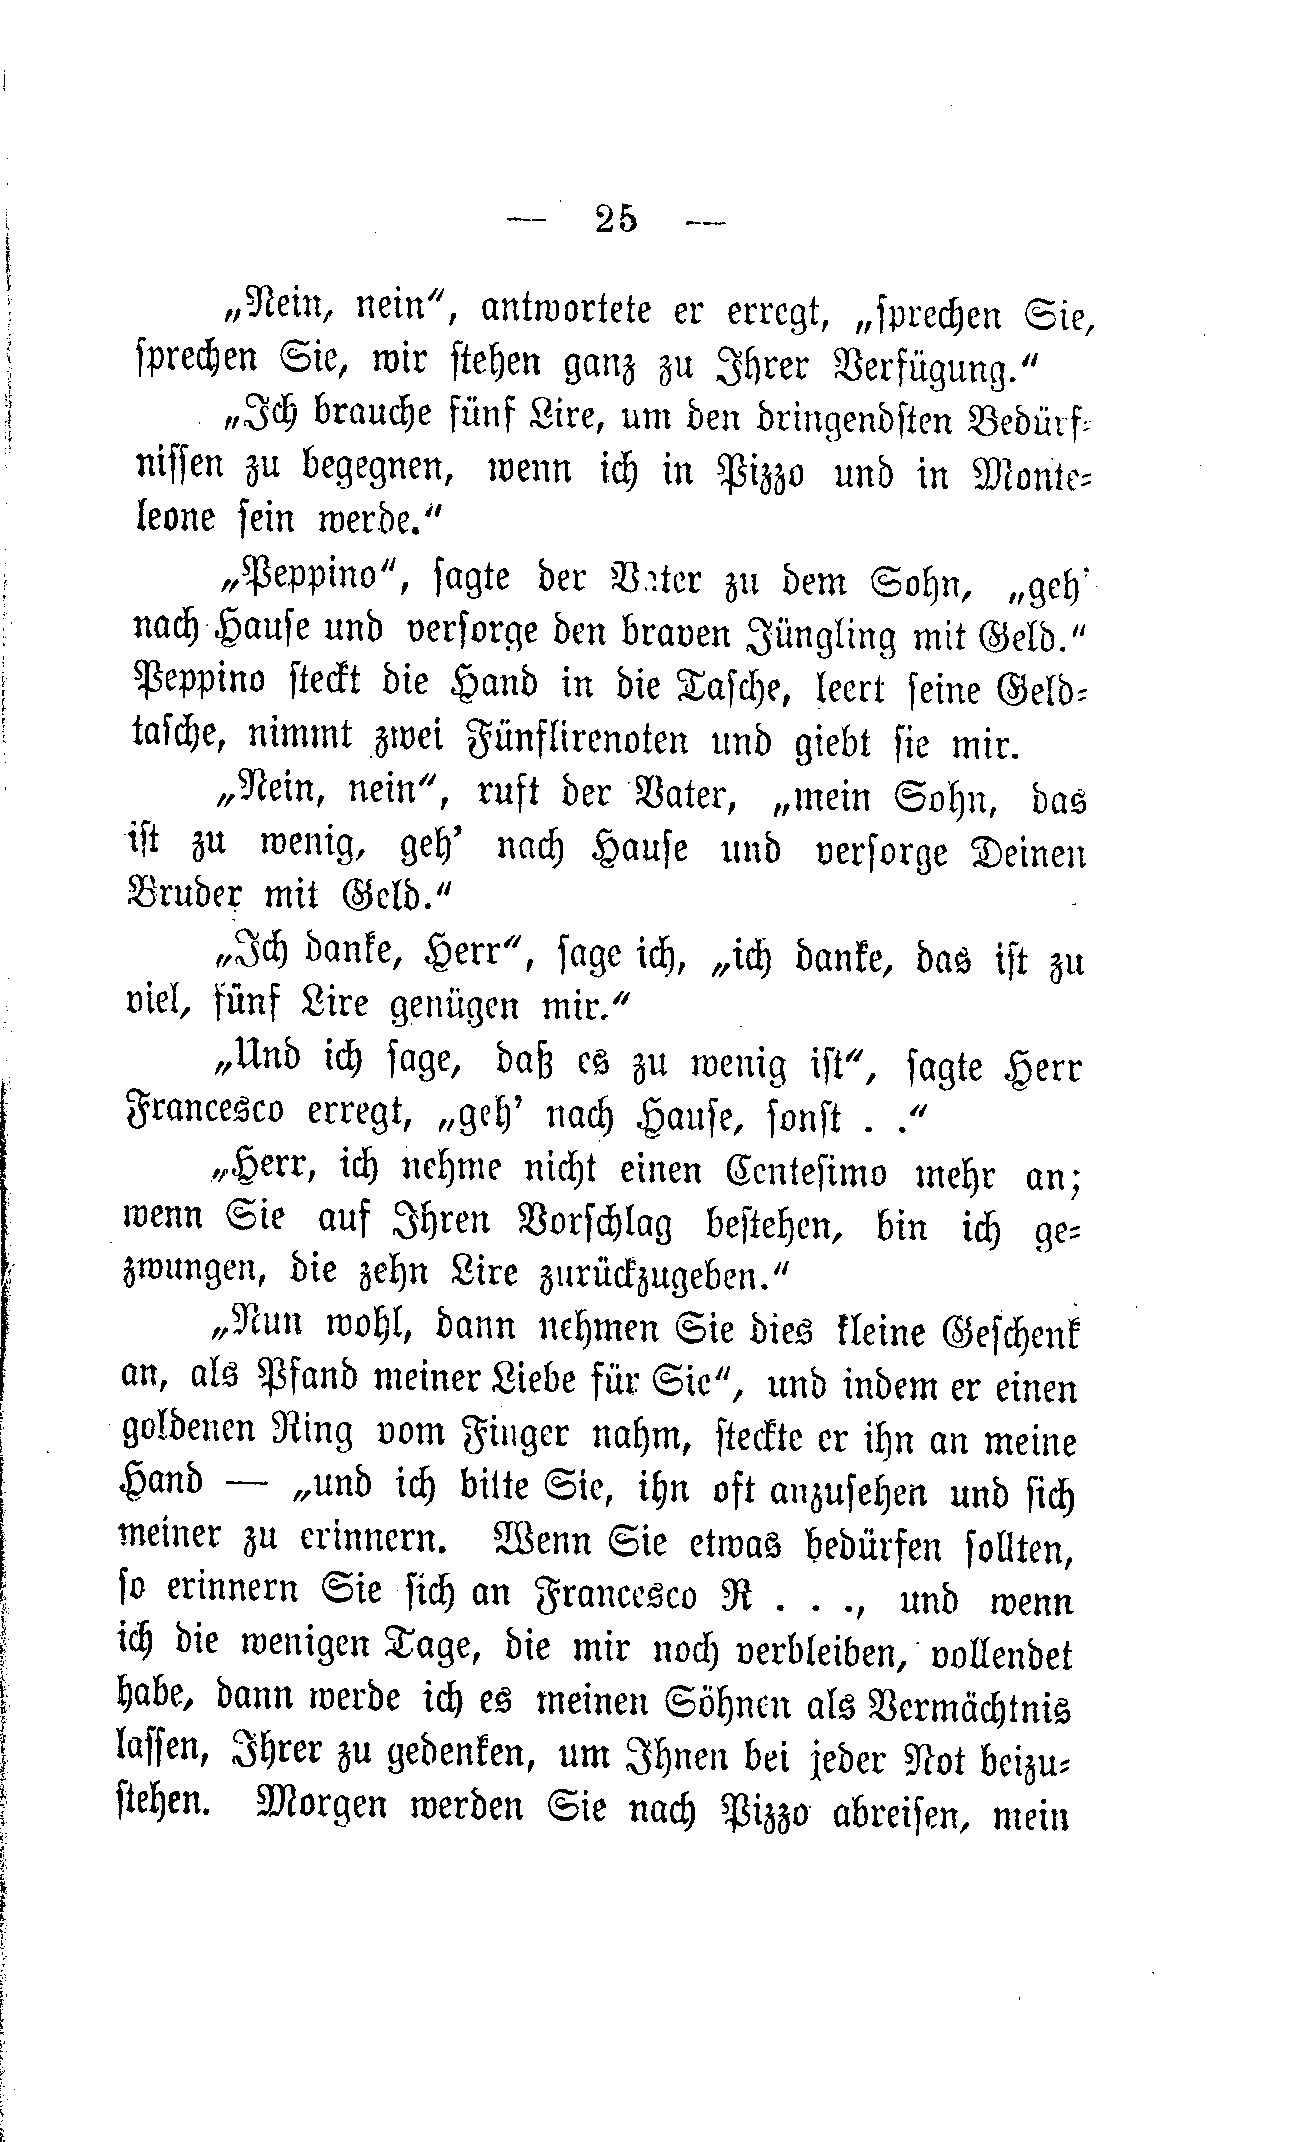 — 25 —
„Nein, nein“, antwortete er erregt, „sprechen Sie,
sprechen Sie, wir stehen ganz zu Ihrer Verfügung.“
„Ich brauche fünf Lire, um den dringendsten Bedürf-
nissen zu begegnen, wenn ich in Pizzo und in Monte-
leone sein werde.“
„Peppino“, sagte der Vater zu dem Sohn, „geh'
nach Hause und versorge den braven Jüngling mit Geld.“
Peppino steckt die Hand in die Tasche, leert seine Geld-
tasche, nimmt zwei Fünflirenoten und giebt sie mir.
„Nein, nein“, ruft der Vater, „mein Sohn, das
ist zu wenig, geh' nach Hause und versorge Deinen
Bruder mit Geld.“
„Ich danke, Herr“, sage ich, „ich danke, das ist zu
viel, fünf Lire genügen mir.“
„Und ich sage, daß es zu wenig ist“, sagte Herr
Francesco erregt, „geh' nach Hause, sonst . .“
„Herr, ich nehme nicht einen Centesimo mehr an;
wenn Sie auf Ihren Vorschlag bestehen, bin ich ge-
zwungen, die zehn Lire zurückzugeben.“
„Nun wohl, dann nehmen Sie dies kleine Geschenk
an, als Pfand meiner Liebe für Sie“, und indem er einen
goldenen Ring vom Finger nahm, steckte er ihn an meine
Hand — „und ich bitte Sie, ihn oft anzusehen und sich
meiner zu erinnern. Wenn Sie etwas bedürfen sollten,
so erinnern Sie sich an Francesco R . . ., und wenn
ich die wenigen Tage, die mir noch verbleiben, vollendet
habe, dann werde ich es meinen Söhnen als Vermächtnis
lassen, Ihrer zu gedenken, um Ihnen bei jeder Not beizu-
stehen. Morgen werden Sie nach Pizzo abreisen, mein